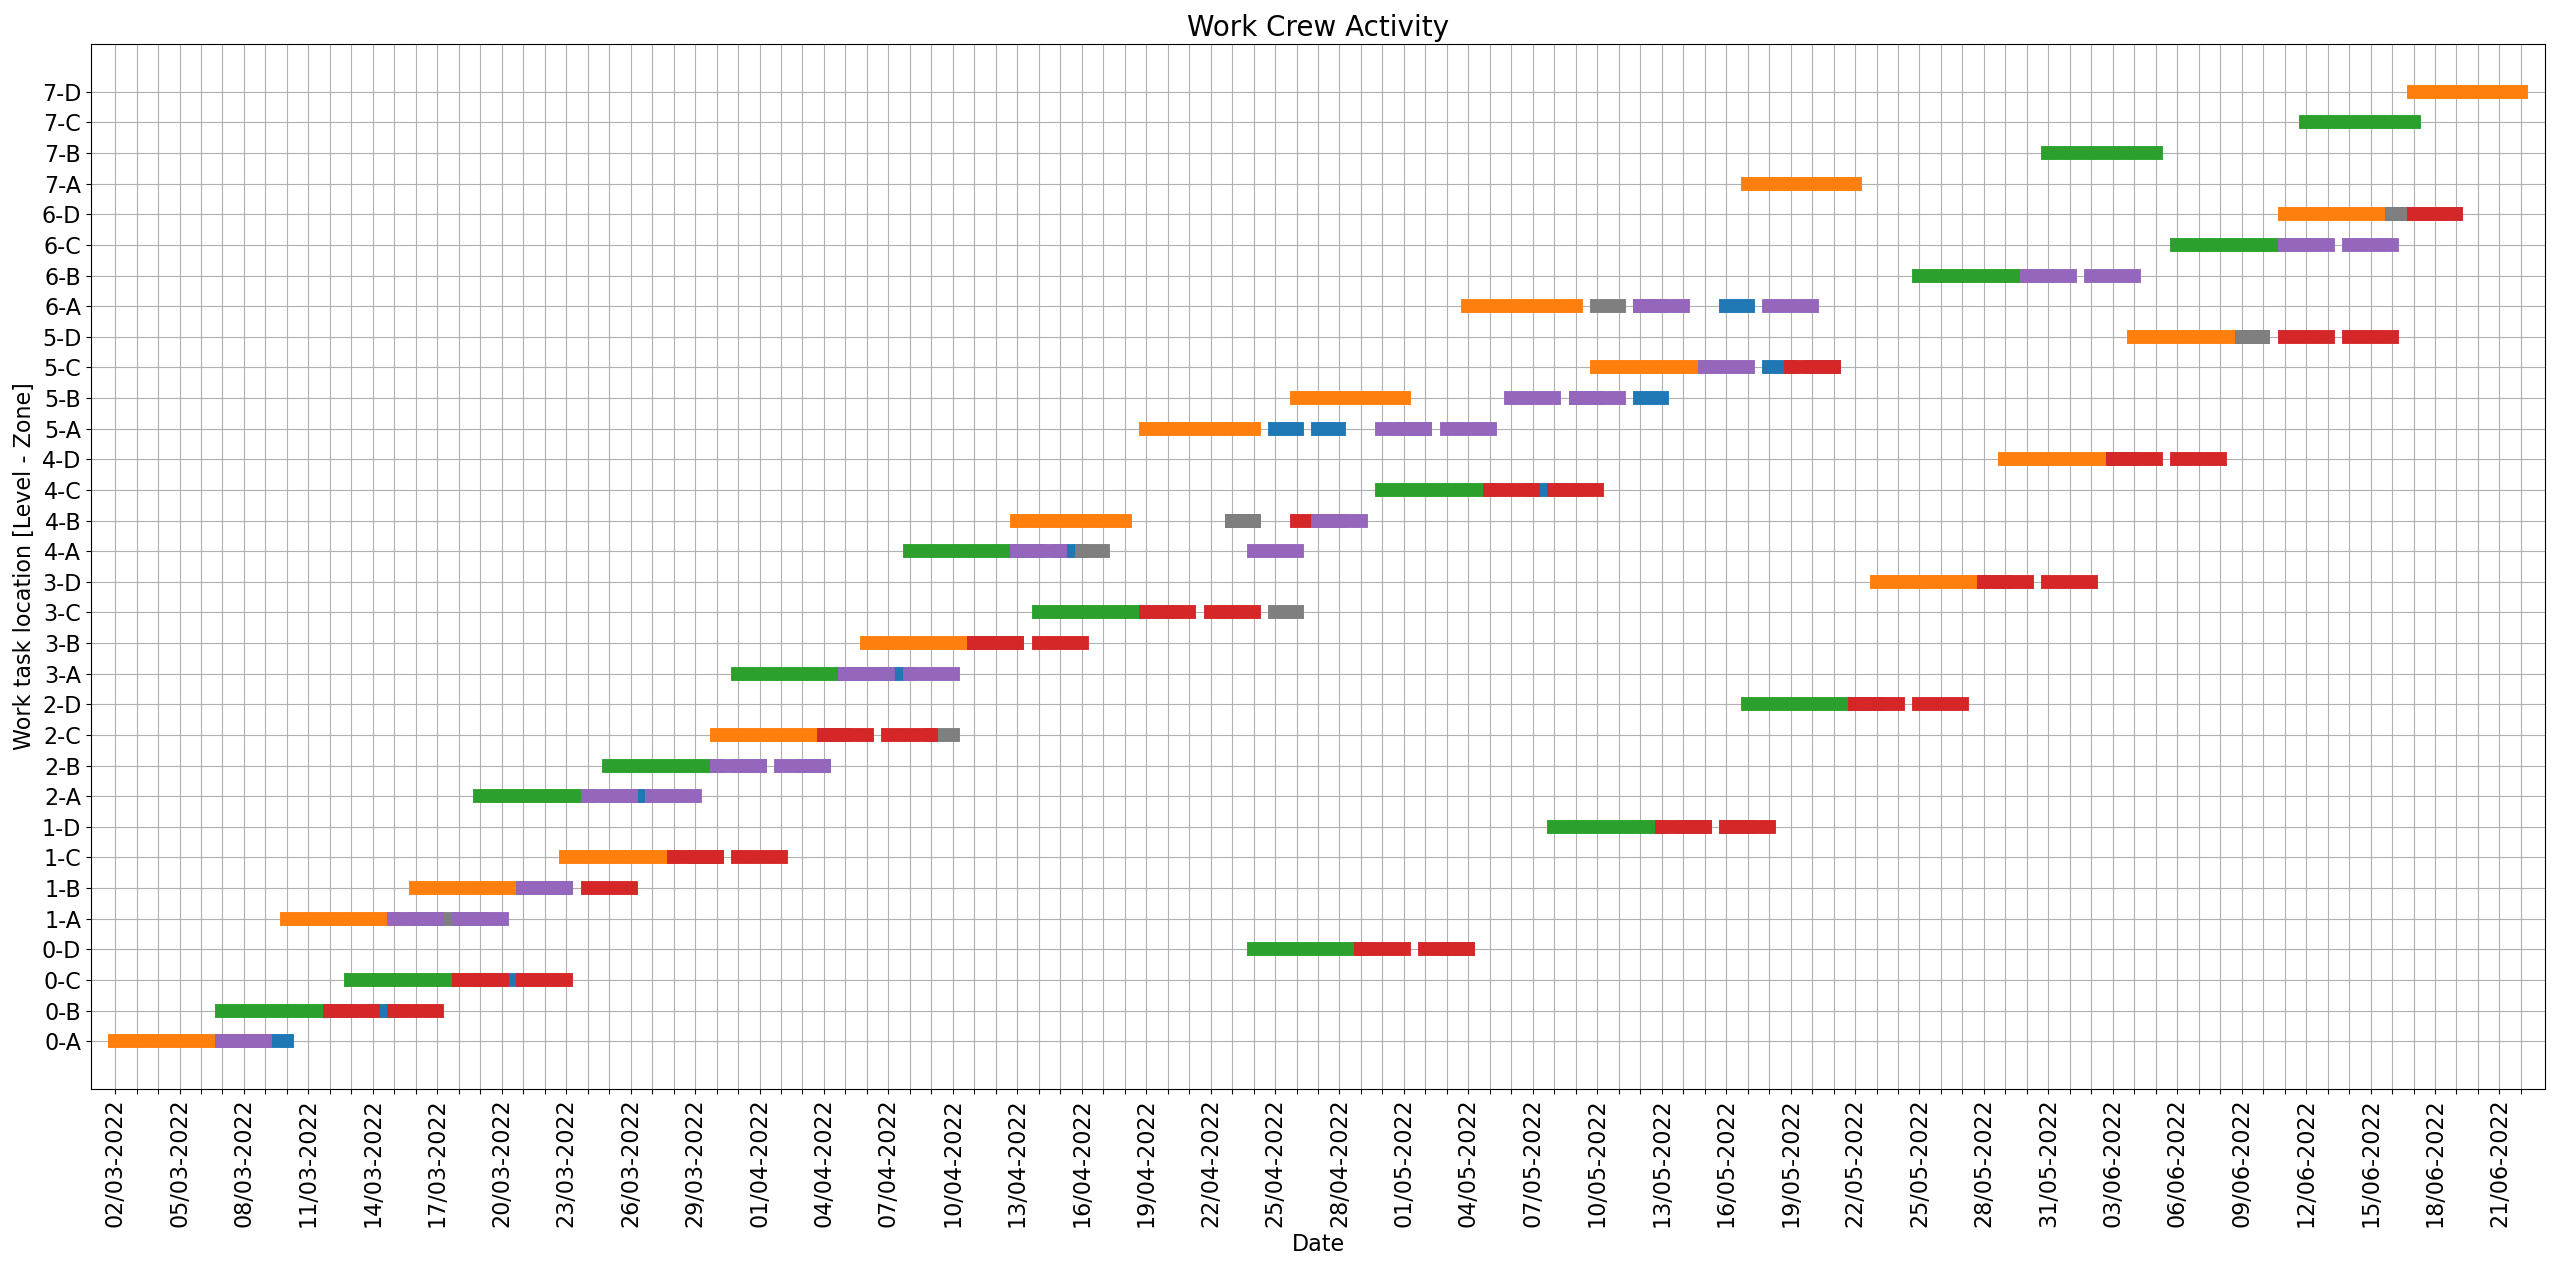 Work Crew Activity
Work task location [Level - Zone]
7-D
7-C
7-B
7-A
6-D
6-C
6-B
6-A
5-D
5-C
5-B
5-A
4-D
4-C
4-B
4-A
3-D
3-C
3-B
3-A
2-D
2-C
2-B
2-A
1-D
1-C
1-B
1-A
0-D
0-C
0-B
0-A
02/03-2022
05/03-2022
08/03-2022
11/03-2022
14/03-2022
17/03-2022
20/03-2022
23/03-2022
26/03-2022
29/03-2022
01/04-2022
04/04-2022
07/04-2022
10/04-2022
13/04-2022
16/04-2022
19/04-2022
22/04-2022
25/04-2022
28/04-2022
01/05-2022
04/05-2022
07/05-2022
10/05-2022
13/05-2022
16/05-2022
19/05-2022
22/05-2022
25/05-2022
28/05-2022
31/05-2022
03/06-2022
06/06-2022
09/06-2022
12/06-2022
15/06-2022
18/06-2022
21/06-2022
Date